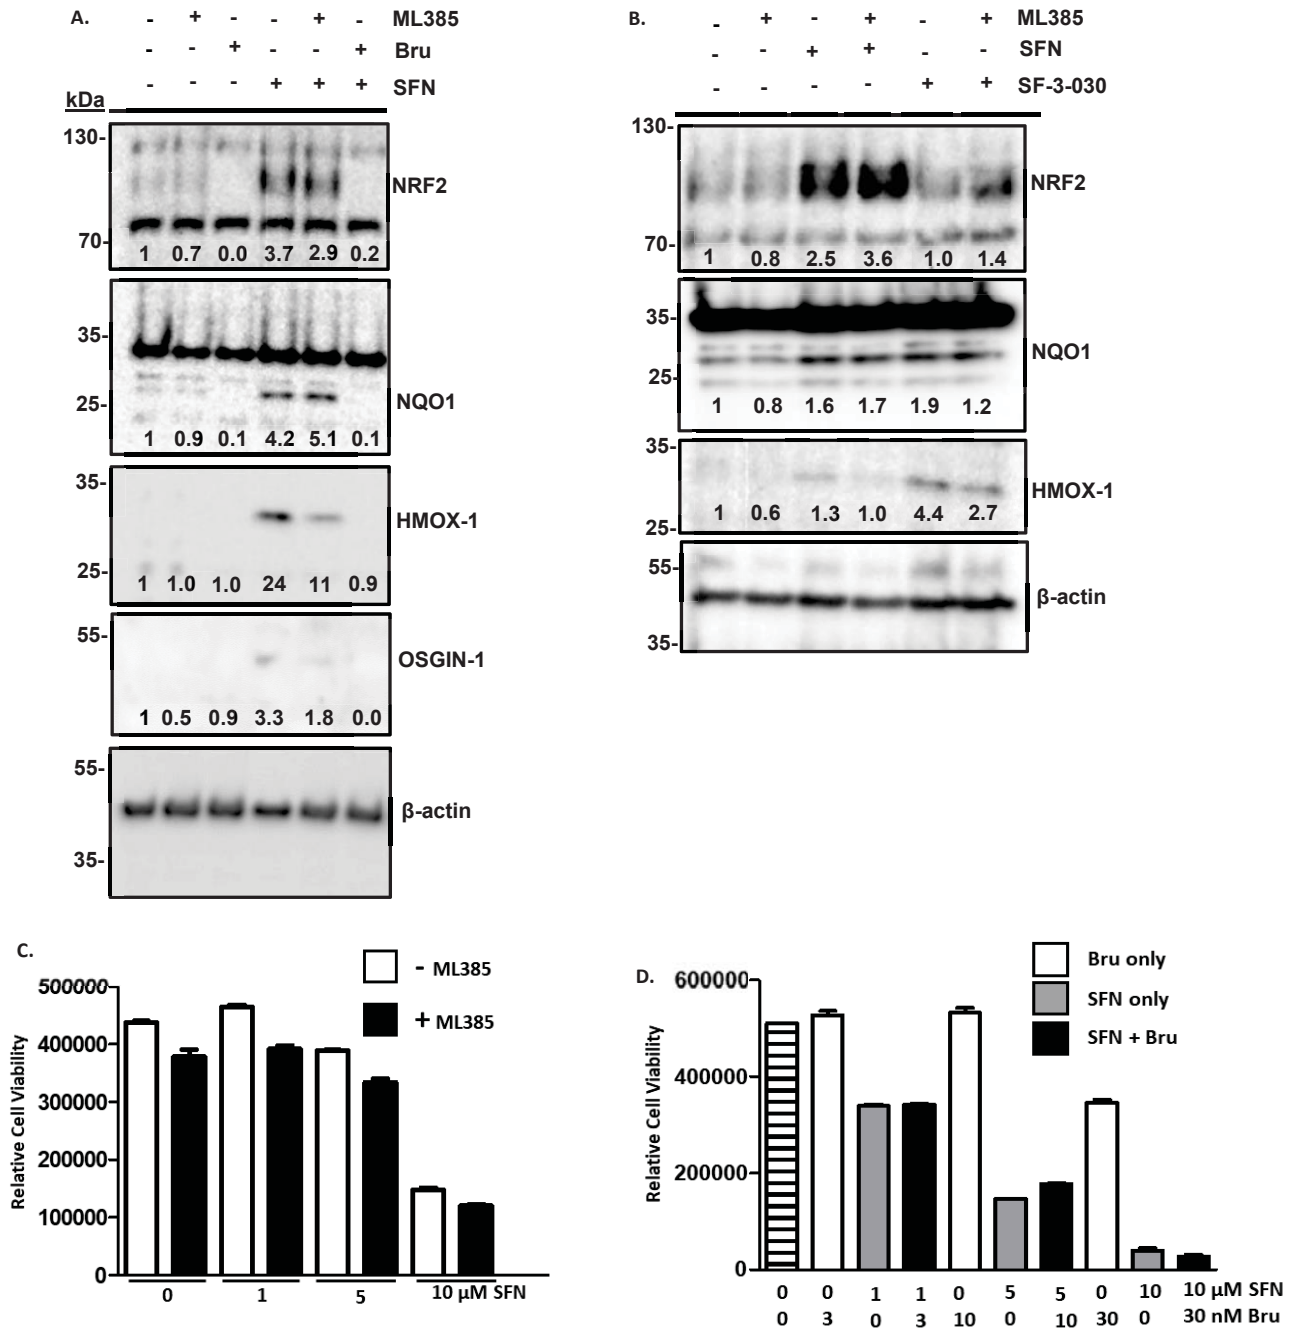 A.
- + - - + - ML385
- - + - - + Bru
- - - + + + SFN
kDa
130-
NRF2
70-
1 0.7 0.0 3.7 2.9 0.2
35-
NQO1
25-
1 0.9 0.1 4.2 5.1 0.1
35-
HMOX-1
25-
1 1.0 1.0 24 11 0.9
55-
OSGIN-1
1 0.5 0.9 3.3 1.8 0.0
55-
β-actin
35-
B.
- + - + - + ML385
- - + + - - SFN
- - - - + + SF-3-030
130-
NRF2
70-
1 0.8 2.5 3.6 1.0 1.4
35-
NQO1
25-
1 0.8 1.6 1.7 1.9 1.2
35-
HMOX-1
1 0.6 1.3 1.0 4.4 2.7
25-
55-
β-actin
35-
C.
- ML385
+ ML385
Relative Cell Viability
500000
400000
300000
200000
100000
0
0 1 5 10 µM SFN
D.
Bru only
SFN only
SFN + Bru
Relative Cell Viability
600000
400000
200000
0
0 0 1 1 0 5 5 0 10 10 µM SFN
0 3 0 3 10 0 10 30 0 30 nM Bru